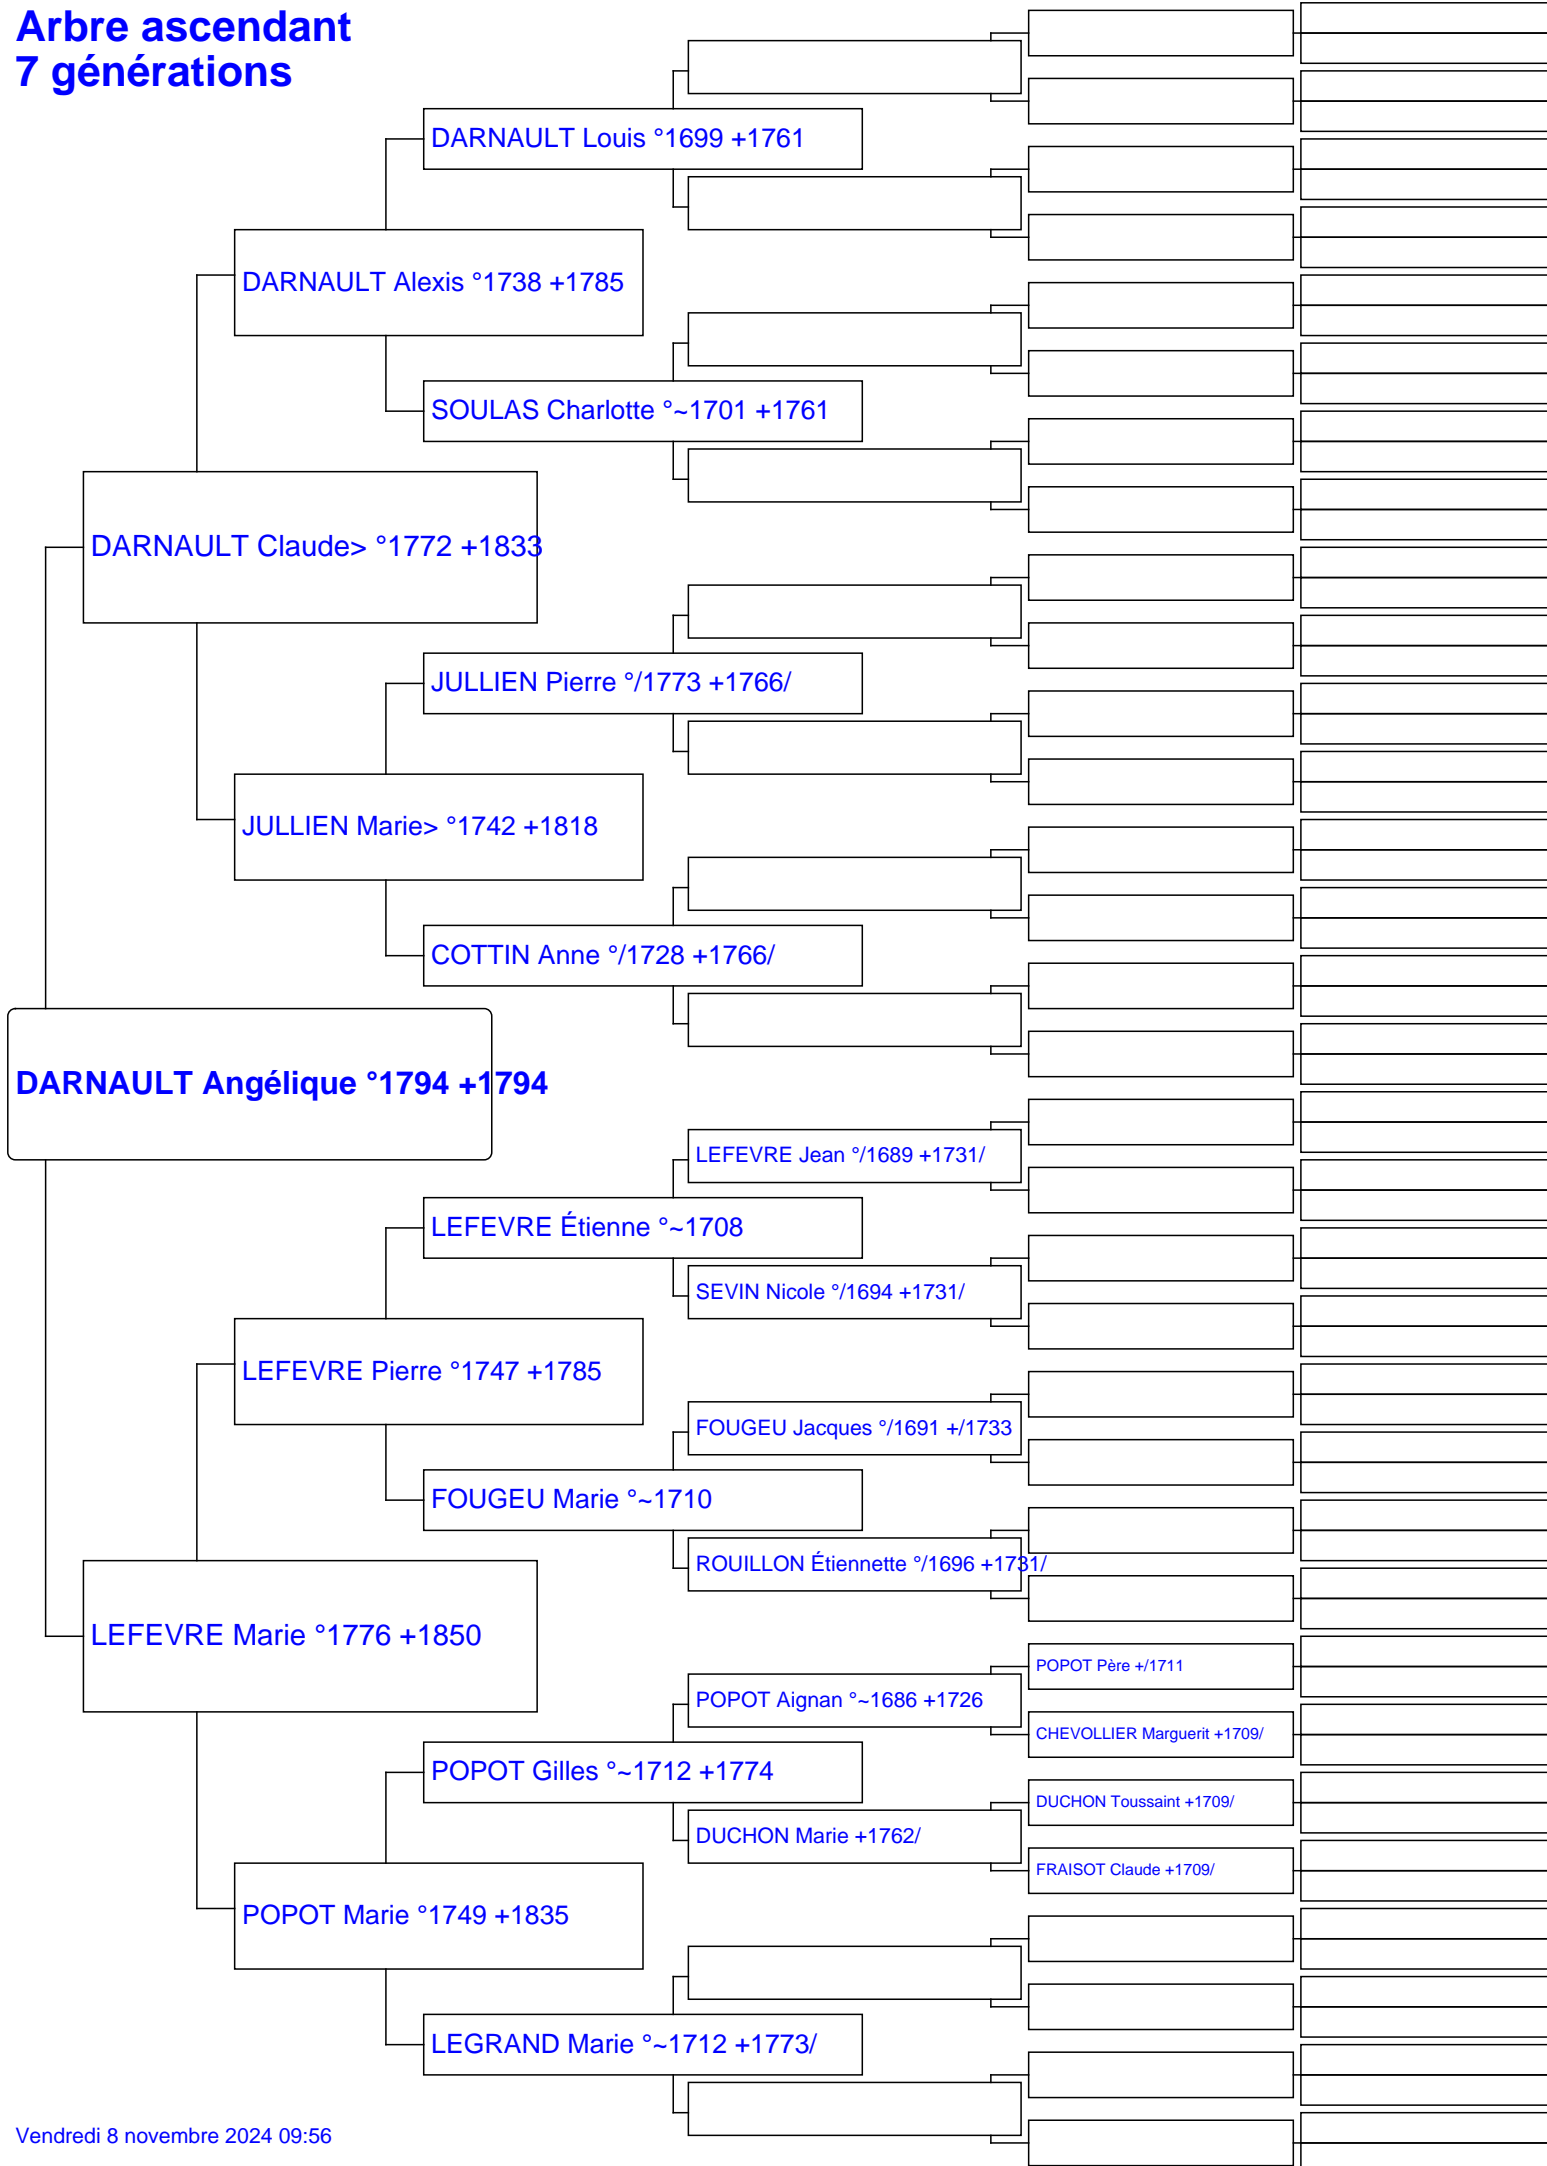 Arbre ascendant
7 générations
DARNAULT Louis °1699 +1761
DARNAULT Alexis °1738 +1785
SOULAS Charlotte °~1701 +1761
DARNAULT Claude> °1772 +1833
JULLIEN Pierre °/1773 +1766/
JULLIEN Marie> °1742 +1818
COTTIN Anne °/1728 +1766/
DARNAULT Angélique °1794 +1794
LEFEVRE Jean °/1689 +1731/
LEFEVRE Étienne °~1708
SEVIN Nicole °/1694 +1731/
LEFEVRE Pierre °1747 +1785
FOUGEU Jacques °/1691 +/1733
FOUGEU Marie °~1710
ROUILLON Étiennette °/1696 +1731/
LEFEVRE Marie °1776 +1850
POPOT Père +/1711
POPOT Aignan °~1686 +1726
CHEVOLLIER Marguerit +1709/
POPOT Gilles °~1712 +1774
DUCHON Toussaint +1709/
DUCHON Marie +1762/
FRAISOT Claude +1709/
POPOT Marie °1749 +1835
LEGRAND Marie °~1712 +1773/
Vendredi 8 novembre 2024 09:56